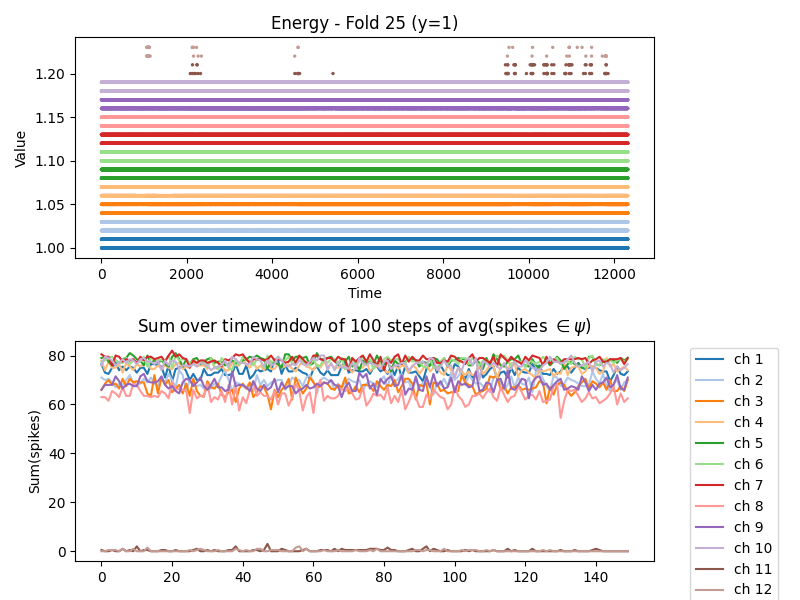 Energy - Fold 25 (y=1)
Value
1.20
1.15
1.10
1.05
1.00
0 2000 4000 6000 8000 10000 12000
Time
Sum over timewindow of 100 steps of avg(spikes ∈ ψ)
Sum(spikes)
80
60
40
20
0
0 20 40 60 80 100 120 140
ch 1
ch 2
ch 3
ch 4
ch 5
ch 6
ch 7
ch 8
ch 9
ch 10
ch 11
ch 12